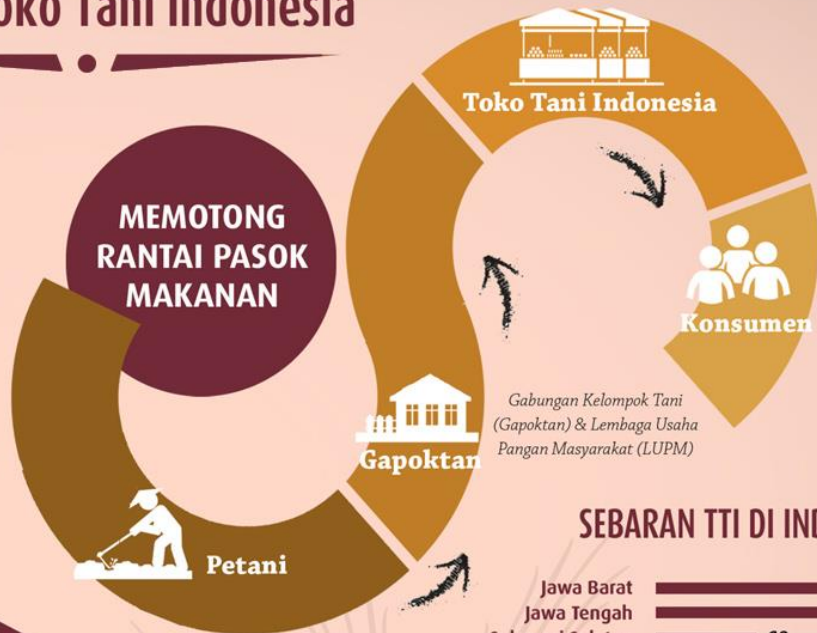 Toko Tani Indonesia
Toko Tani Indonesia
MEMOTONG
RANTAI PASOK
MAKANAN
Konsumen
Gabungan Kelompok Tani
(Gapoktan) & Lembaga Usaha
Pangan Masyarakat (LUPM)
Gapoktan
Petani
SEBARAN TTI DI
Jawa Barat
Jawa Tengah